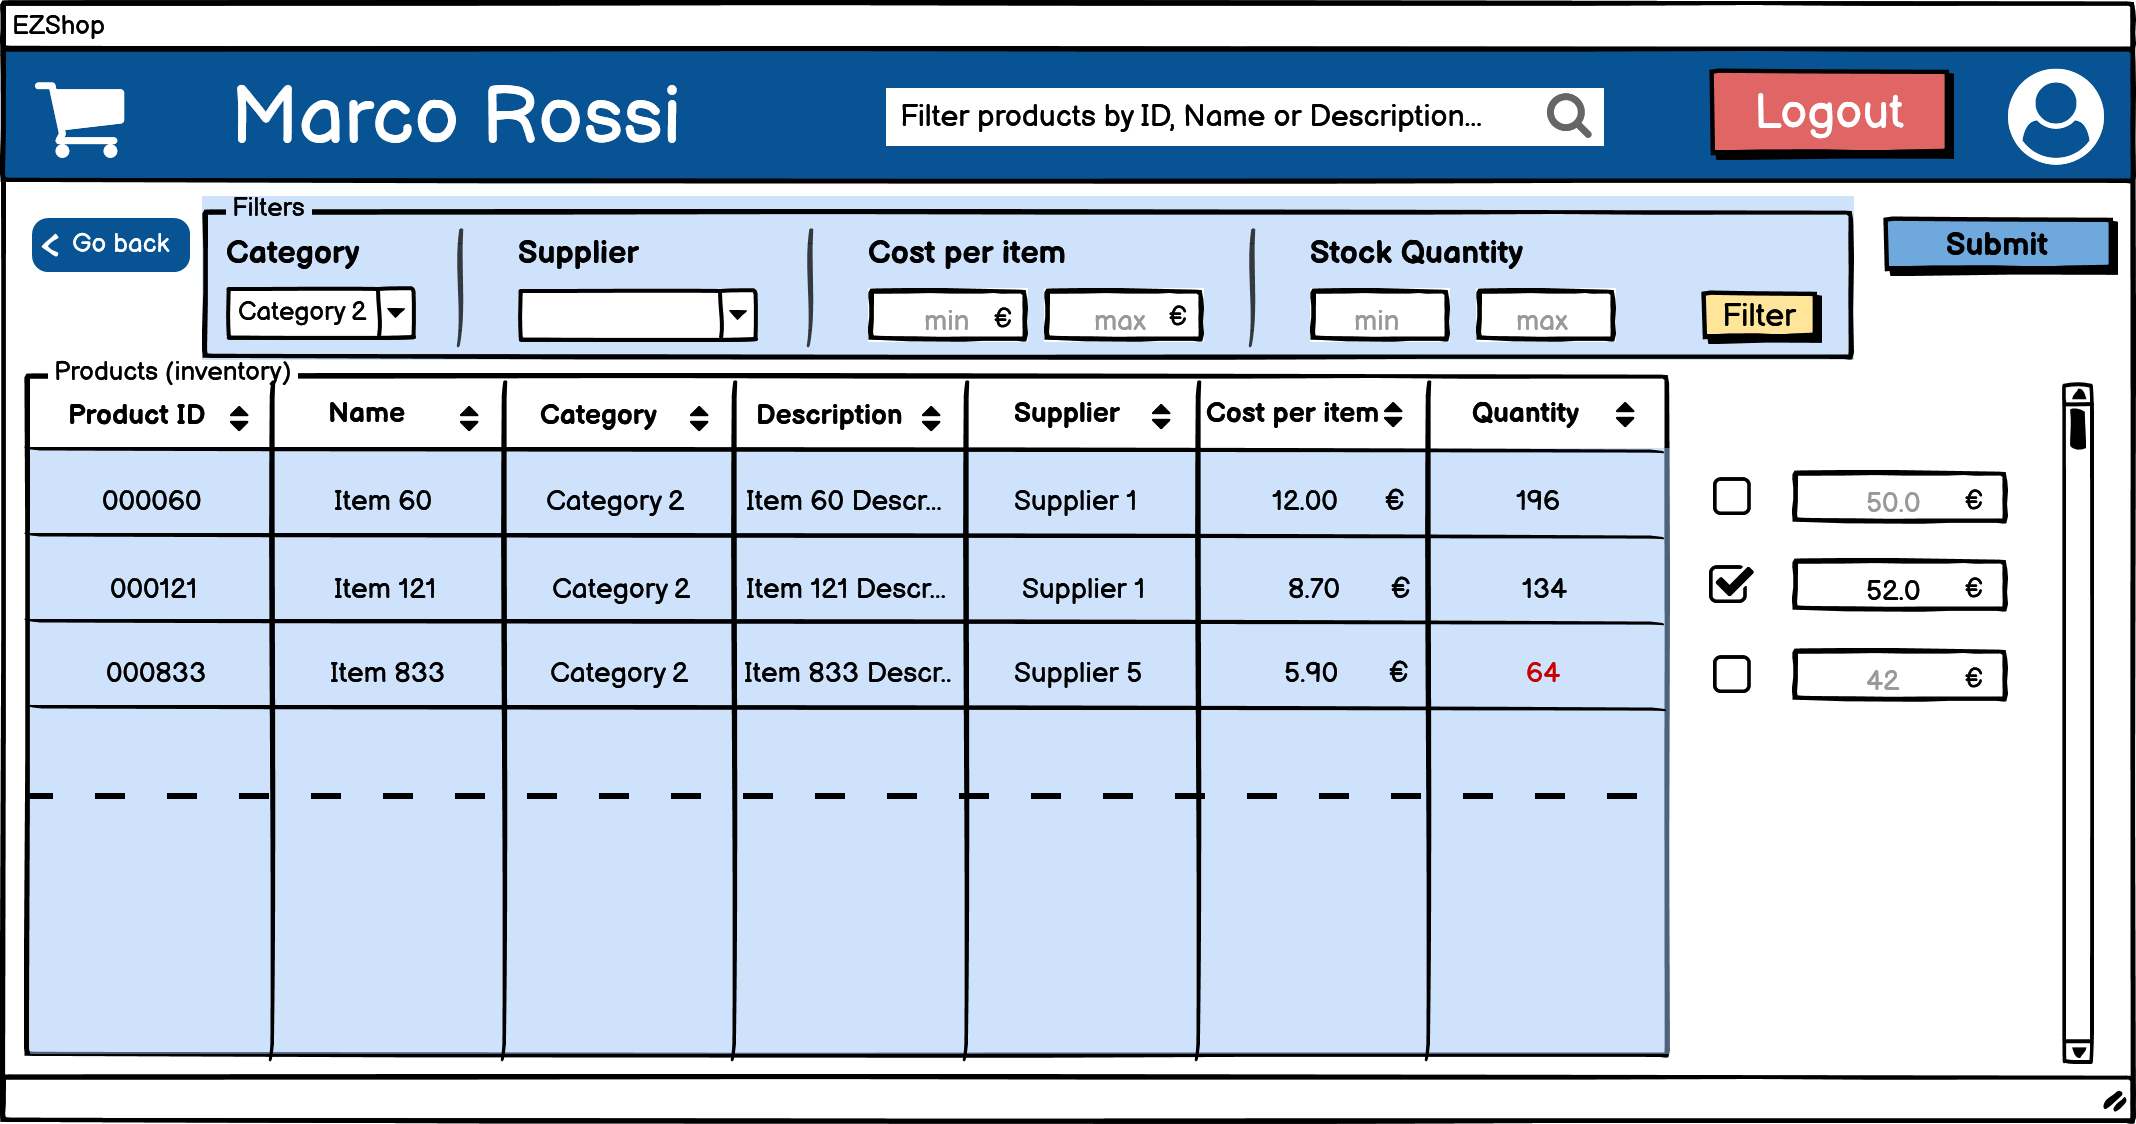 EZShop
Marco Rossi
Filter products by ID, Name or Description...
Logout
Go back
Filters
Category
Supplier
Cost per item
Stock Quantity
Submit
Category 2
min €
max €
min
max
Filter
Products (inventory)
Product ID Name Category Description Supplier Cost per item Quantity
000060 Item 60 Category 2 Item 60 Descr... Supplier 1 12.00 € 196 50.0 €
000121 Item 121 Category 2 Item 121 Descr... Supplier 1 8.70 € 134 52.0 €
000833 Item 833 Category 2 Item 833 Descr.. Supplier 5 5.90 € 64 42 €